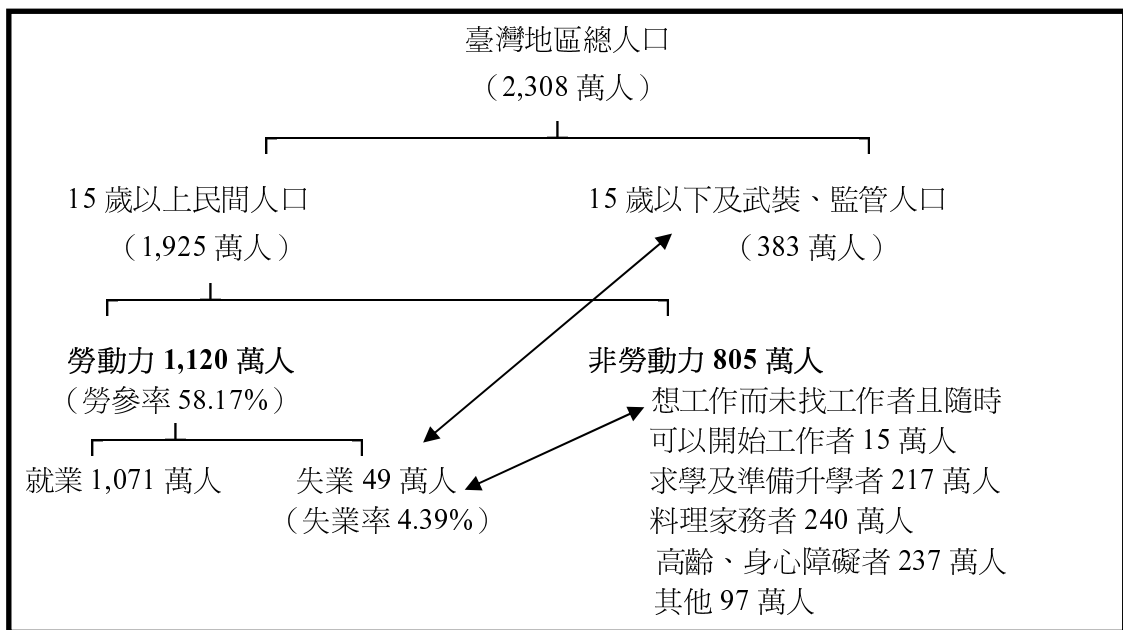 臺灣地區總人口
（2,308 萬人）
15 歲以上民間人口
（1,925 萬人）
15 歲以下及武裝、監管人口
（383 萬人）
勞動力 1,120 萬人
（勞參率 58.17%）
就業 1,071 萬人
失業 49 萬人
（失業率 4.39%）
非勞動力 805 萬人
想工作而未找工作者且隨時
可以開始工作者 15 萬人
求學及準備升學者 217 萬人
料理家務者 240 萬人
高齡、身心障礙者 237 萬人
其他 97 萬人